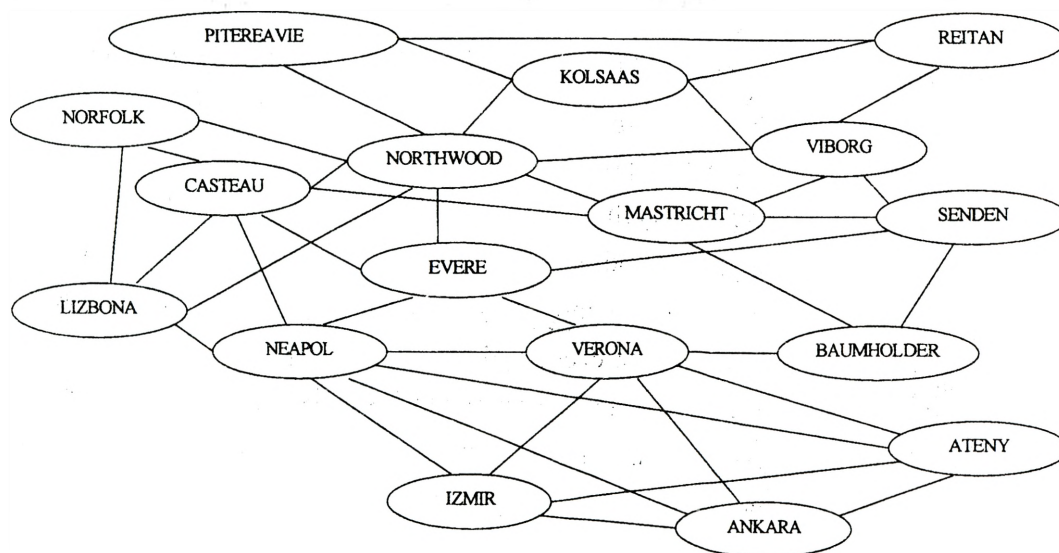 PITEREAVIE
REITAN
KOLSAAS
NORFOLK
NORTHWOOD
VIBORG
CASTEAU
MASTRICHT
SENDEN
EVERE
LIZBONA
NEAPOL
VERONA
BAUMHOLDER
ATENY
IZMIR
ANKARA